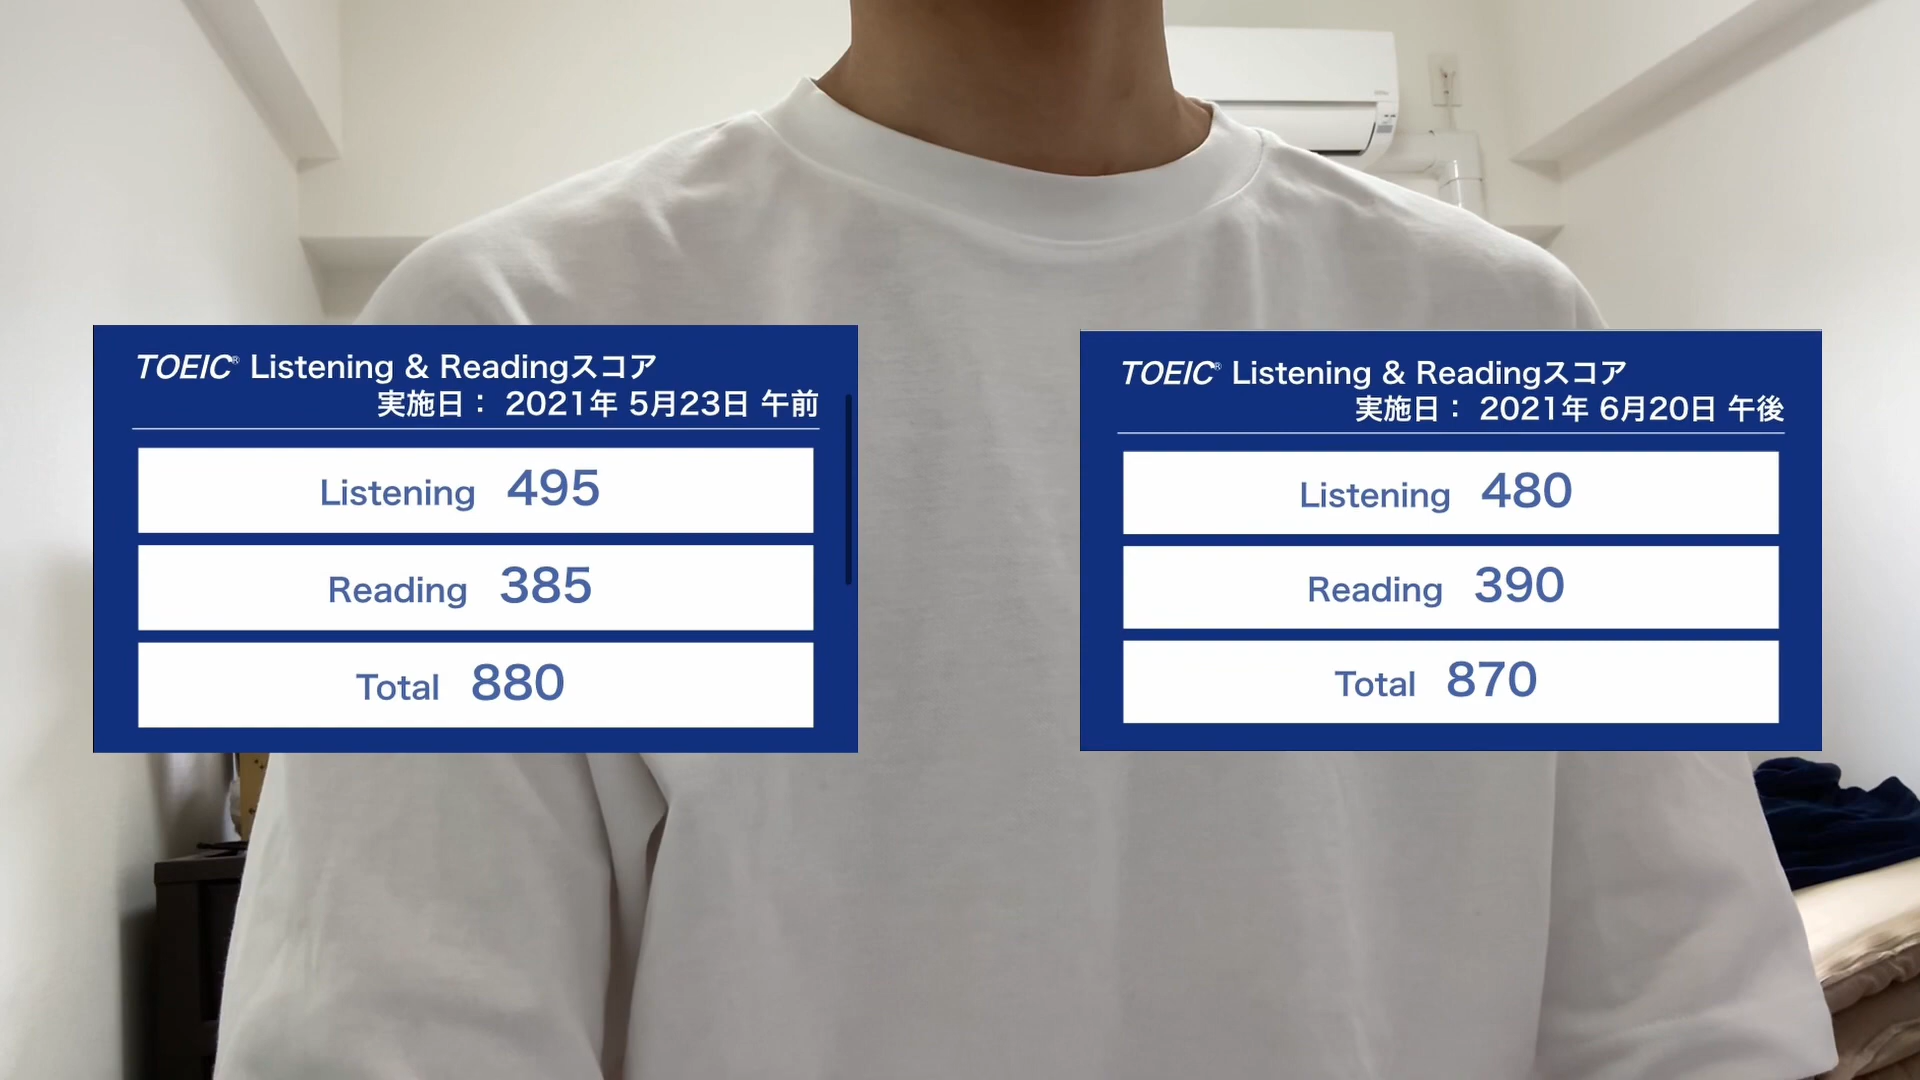 TOEIC® Listening & Readingスコア
実施日： 2021年 5月23日 午前
Listening 495
Reading 385
Total 880
TOEIC® Listening & Readingスコア
実施日： 2021年 6月20日 午後
Listening 480
Reading 390
Total 870